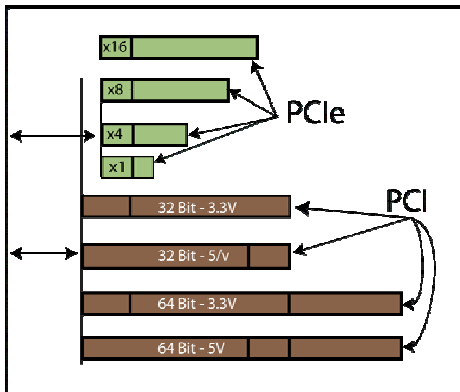 x16
x8
PCIe
x4
x1
32 Bit - 3.3V
PCI
32 Bit - 5/v
64 Bit - 3.3V
64 Bit - 5V